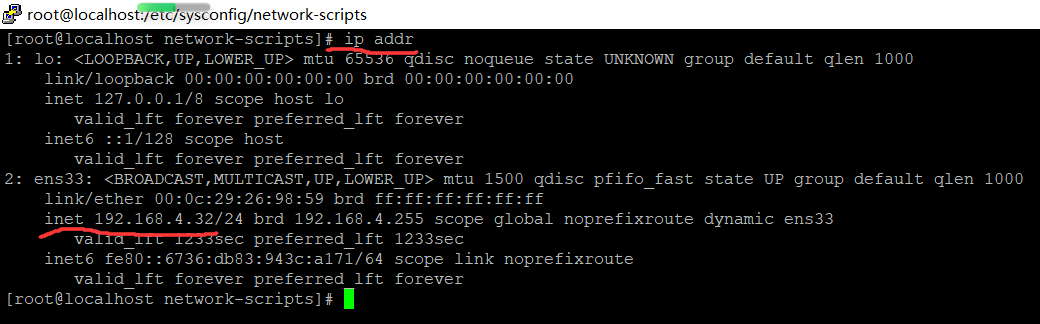 root@localhost:/etc/sysconfig/network-scripts
[root@localhost network-scripts]# ip addr
1: lo: <LOOPBACK,UP,LOWER_UP> mtu 65536 qdisc noqueue state UNKNOWN group default qlen 1000
    link/loopback 00:00:00:00:00:00 brd 00:00:00:00:00:00
    inet 127.0.0.1/8 scope host lo
       valid_lft forever preferred_lft forever
    inet6 ::1/128 scope host
       valid_lft forever preferred_lft forever
2: ens33: <BROADCAST,MULTICAST,UP,LOWER_UP> mtu 1500 qdisc pfifo_fast state UP group default qlen 1000
    link/ether 00:0c:29:26:98:59 brd ff:ff:ff:ff:ff:ff
    inet 192.168.4.32/24 brd 192.168.4.255 scope global noprefixroute dynamic ens33
       valid_lft 1233sec preferred_lft 1233sec
    inet6 fe80::6736:db83:943c:a171/64 scope link noprefixroute
       valid_lft forever preferred_lft forever
[root@localhost network-scripts]#